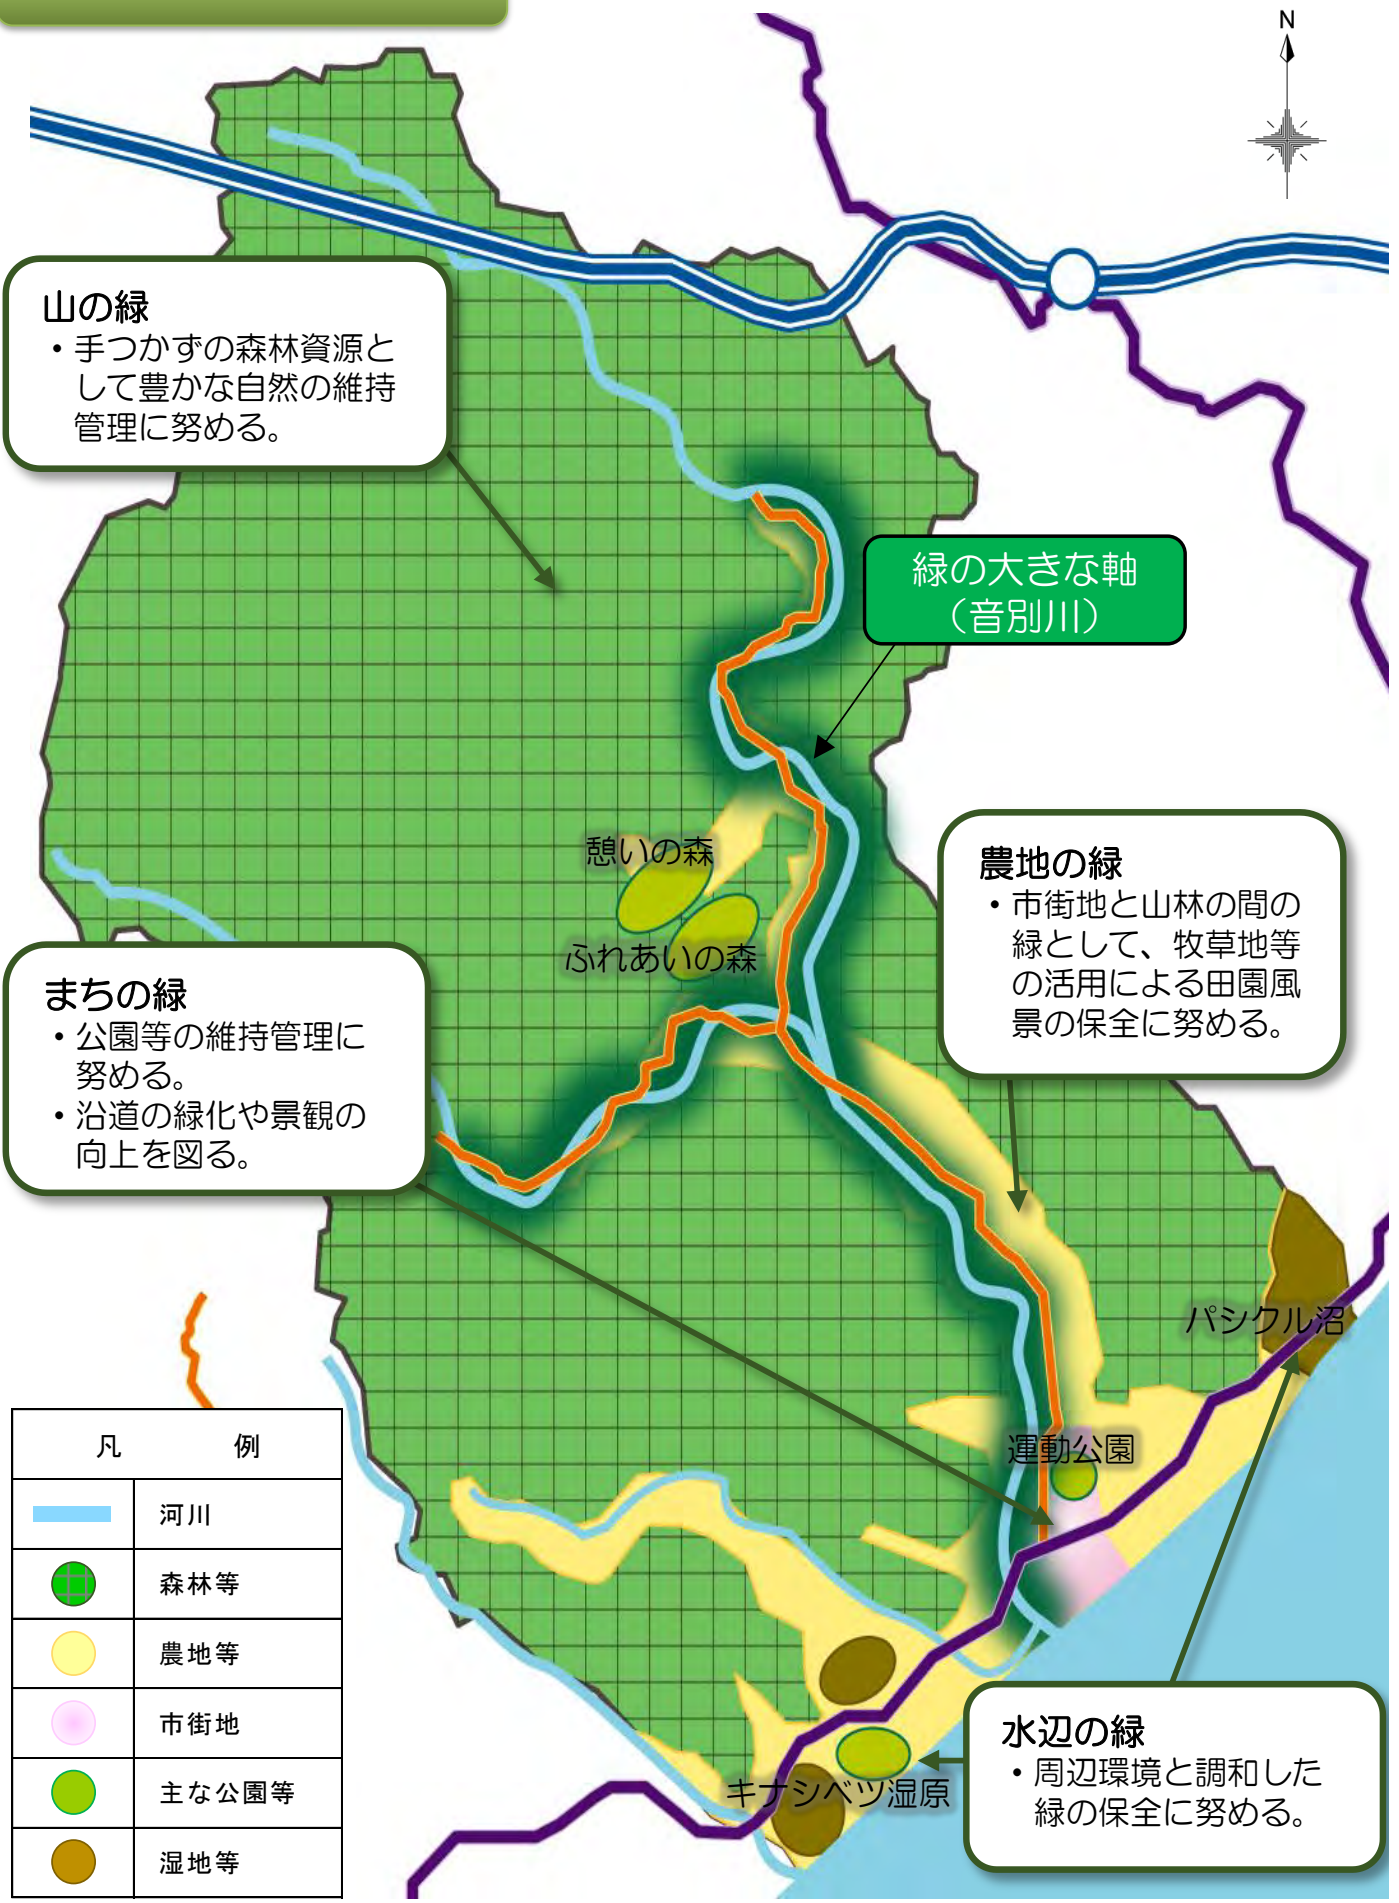 N
山の緑
・手つかずの森林資源と
して豊かな自然の維持
管理に努める。
緑の大きな軸
（音別川）
憩いの森
ふれあいの森
農地の緑
・市街地と山林の間の
緑として、牧草地等
の活用による田園風
景の保全に努める。
まちの緑
・公園等の維持管理に
努める。
・沿道の緑化や景観の
向上を図る。
パシクル沼
運動公園
キナシベツ湿原
水辺の緑
・周辺環境と調和した
緑の保全に努める。
凡例
河川
森林等
農地等
市街地
主な公園等
湿地等